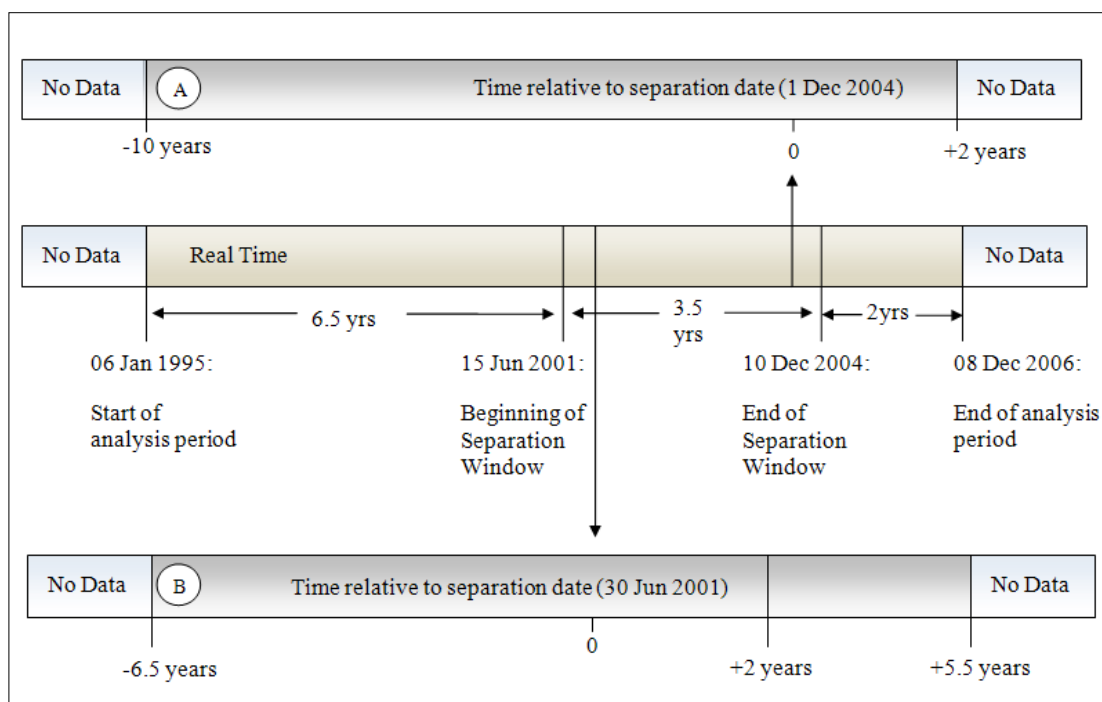 No Data
A
Time relative to separation date (1 Dec 2004)
No Data
-10 years
0
+2 years
No Data
Real Time
No Data
6.5 yrs
3.5
yrs
2yrs
06 Jan 1995:
Start of
analysis period
15 Jun 2001:
Beginning of
Separation
Window
10 Dec 2004:
End of
Separation
Window
08 Dec 2006:
End of analysis
period
No Data
B
Time relative to separation date (30 Jun 2001)
No Data
-6.5 years
0
+2 years
+5.5 years